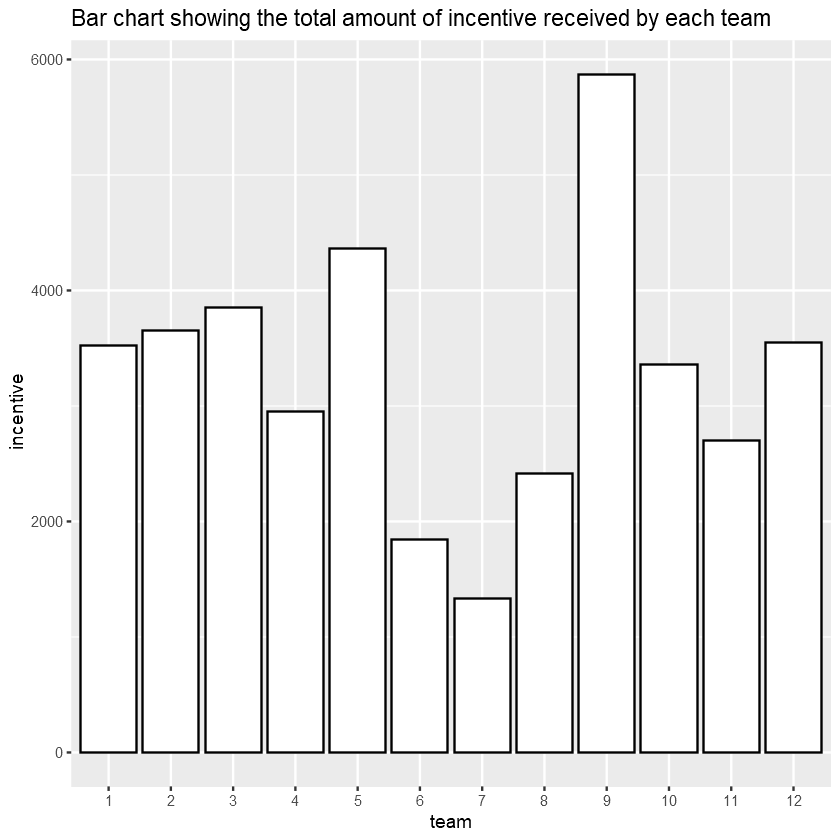 Bar chart showing the total amount of incentive received by each team
6000
4000
2000
0
incentive
1 2 3 4 5 6 7 8 9 10 11 12
team